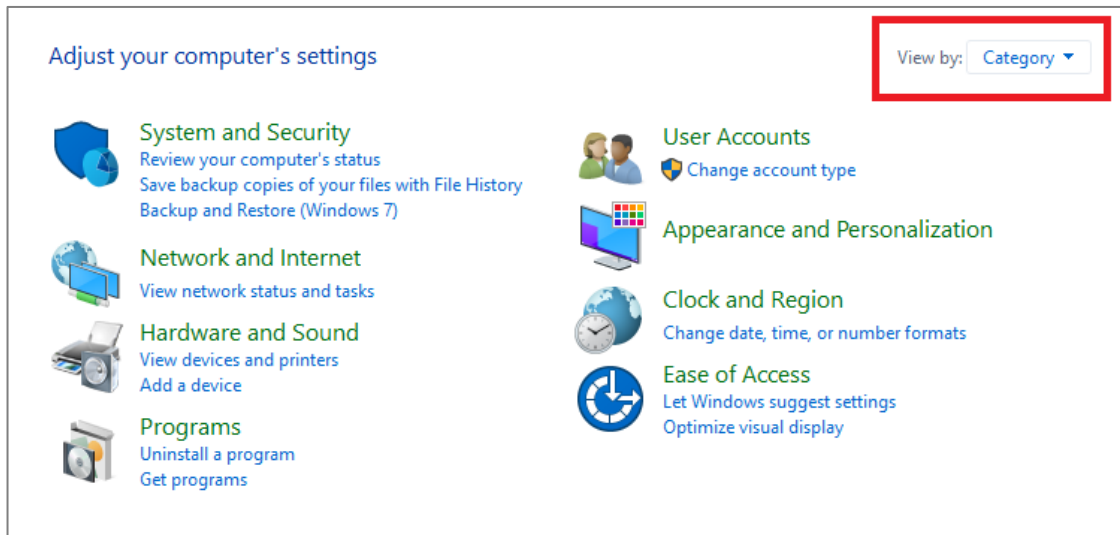 Adjust your computer's settings
View by: Category
System and Security
Review your computer's status
Save backup copies of your files with File History
Backup and Restore (Windows 7)
Network and Internet
View network status and tasks
Hardware and Sound
View devices and printers
Add a device
Programs
Uninstall a program
Get programs
User Accounts
Change account type
Appearance and Personalization
Clock and Region
Change date, time, or number formats
Ease of Access
Let Windows suggest settings
Optimize visual display